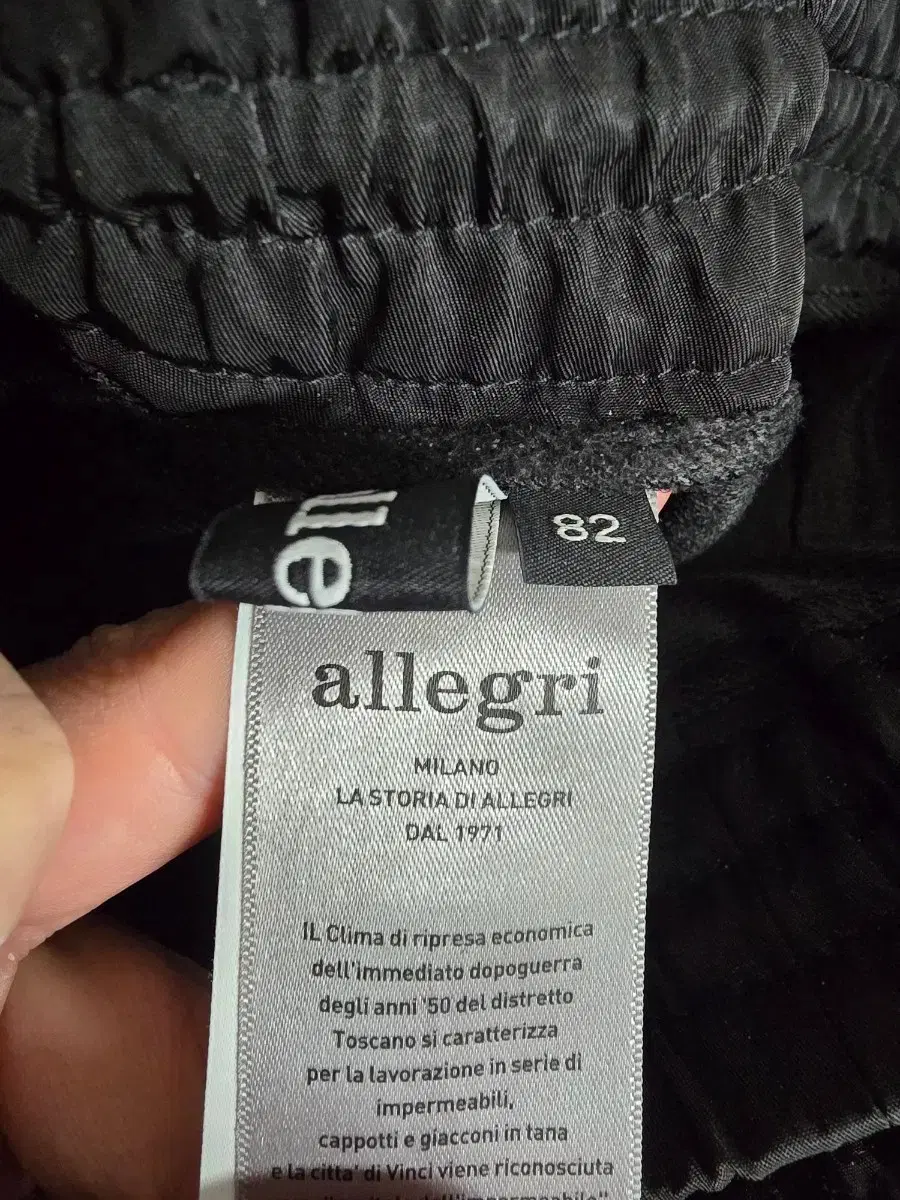 lle
82
allegri
MILANO
LA STORIA DI ALLEGRI
DAL 1971
IL Clima di ripresa economica
dell'immediato dopoguerra
degli anni '50 del distretto
Toscano si caratterizza
per la lavorazione in serie di
impermeabili,
cappotti e giacconi in tana
e la citta' di Vinci viene riconosciuta